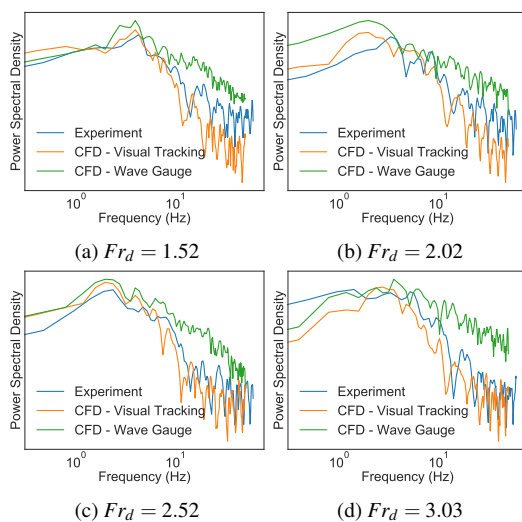 Power Spectral Density
Experiment
CFD - Visual Tracking
CFD - Wave Gauge
10^0 10^1
Frequency (Hz)
(a) Fr_d = 1.52
Power Spectral Density
Experiment
CFD - Visual Tracking
CFD - Wave Gauge
10^0 10^1
Frequency (Hz)
(b) Fr_d = 2.02
Power Spectral Density
Experiment
CFD - Visual Tracking
CFD - Wave Gauge
10^0 10^1
Frequency (Hz)
(c) Fr_d = 2.52
Power Spectral Density
Experiment
CFD - Visual Tracking
CFD - Wave Gauge
10^0 10^1
Frequency (Hz)
(d) Fr_d = 3.03